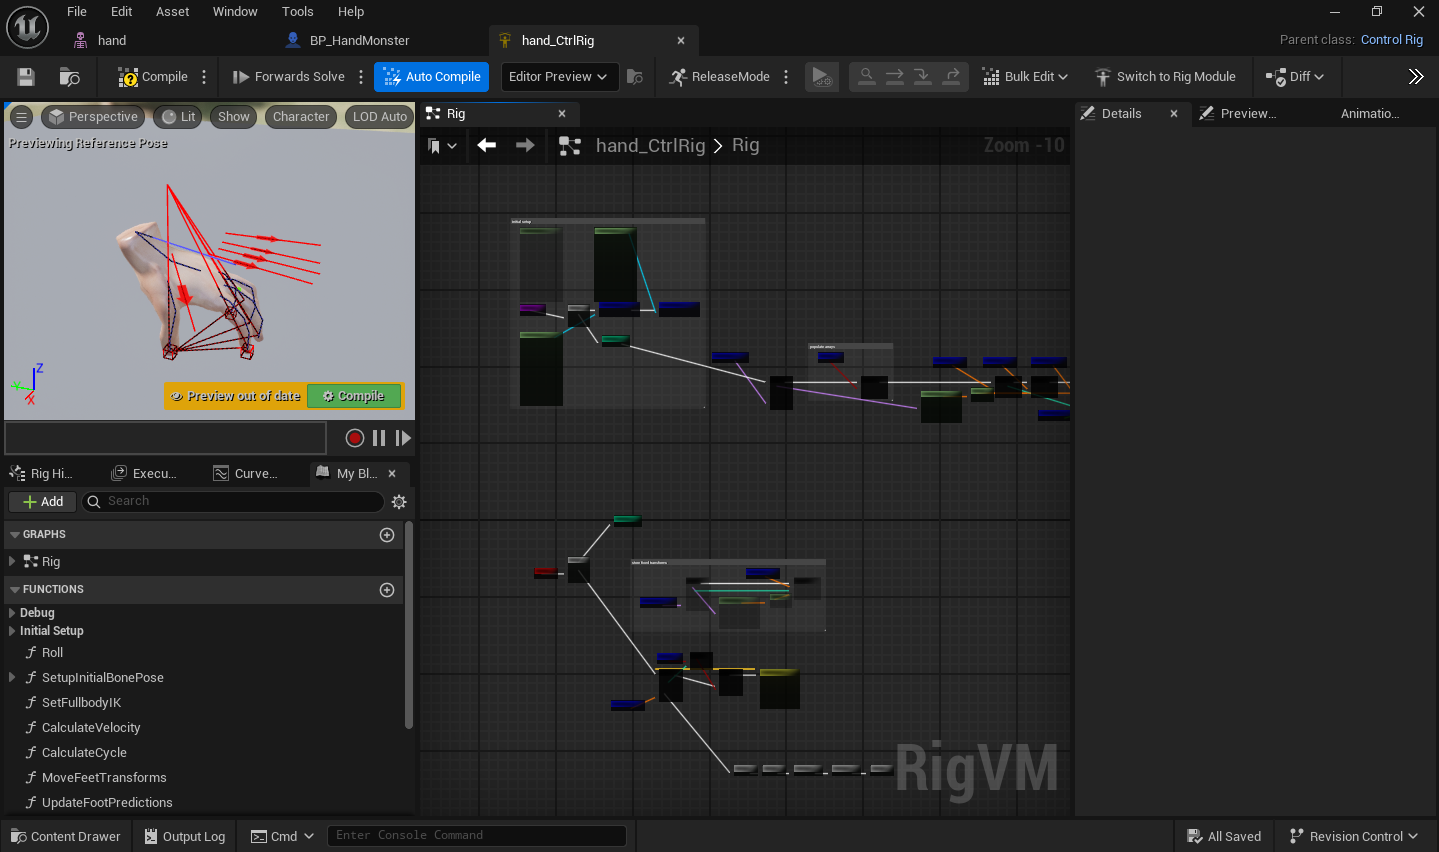 File Edit Asset Window Tools Help
hand BP_HandMonster hand_CtrlRig
Parent class: Control Rig
Compile Forwards Solve Auto Compile Editor Preview ReleaseMode Bulk Edit Switch to Rig Module Diff
Perspective Lit Show Character LOD Auto
Previewing Reference Pose
Rig
Details Preview... Animatio...
hand_CtrlRig > Rig
Zoom -10
initial setup
populate arrays
Z
Y
X
Preview out of date Compile
Rig Hi... Execu... Curve... My Bl...
Add Search
GRAPHS
Rig
FUNCTIONS
Debug
Initial Setup
Roll
SetupInitialBonePose
SetFullbodyIK
CalculateVelocity
CalculateCycle
MoveFeetTransforms
UpdateFootPredictions
RigVM
Content Drawer Output Log Cmd Enter Console Command All Saved Revision Control